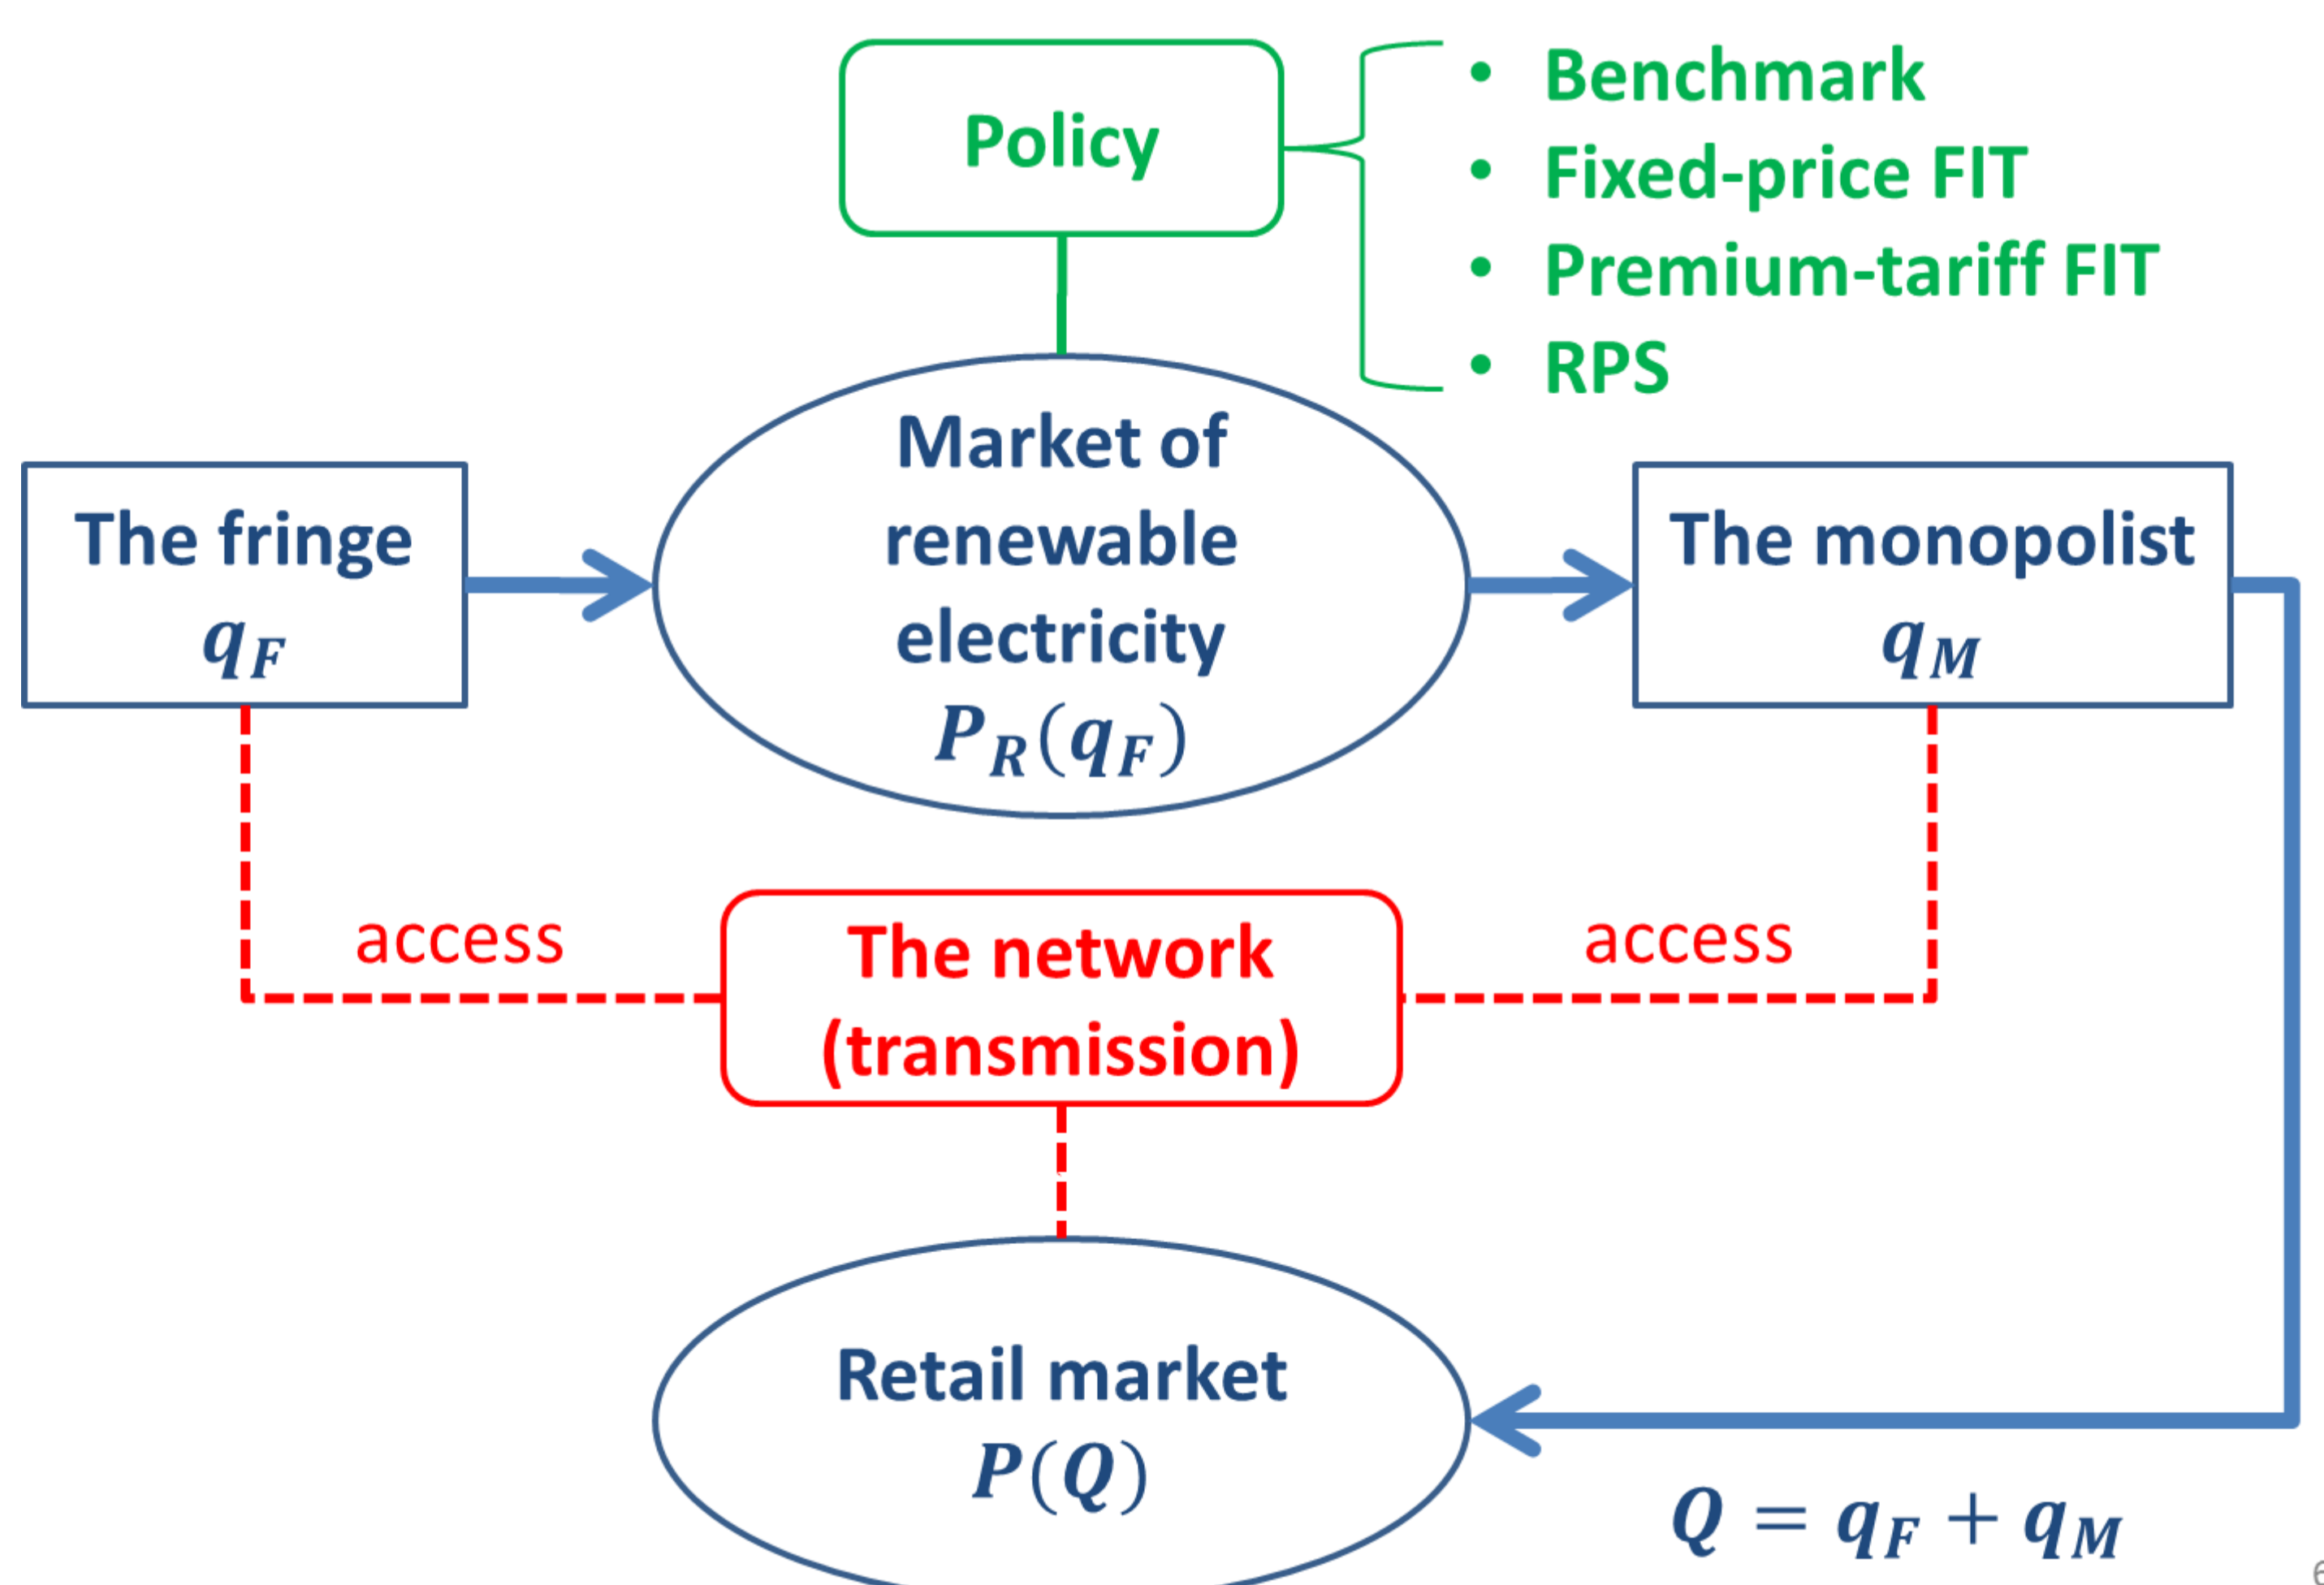 Policy
• Benchmark
• Fixed-price FIT
• Premium-tariff FIT
• RPS
The fringe
q_F
Market of
renewable
electricity
P_R(q_F)
The monopolist
q_M
access
The network
(transmission)
access
Retail market
P(Q)
Q = q_F + q_M